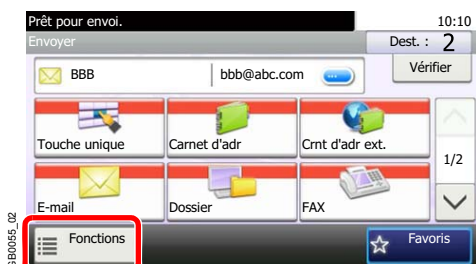 Prêt pour envoi. 10:10
Envoyer Dest. : 2
BBB bbb@abc.com Vérifier
Touche unique Carnet d'adr Crnt d'adr ext.
1/2
E-mail Dossier FAX
Fonctions Favoris
GB0055_02